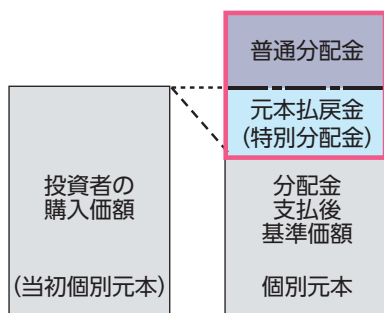 普通分配金
元本払戻金
(特別分配金)
投資者の
購入価額
(当初個別元本)
分配金
支払後
基準価額
個別元本